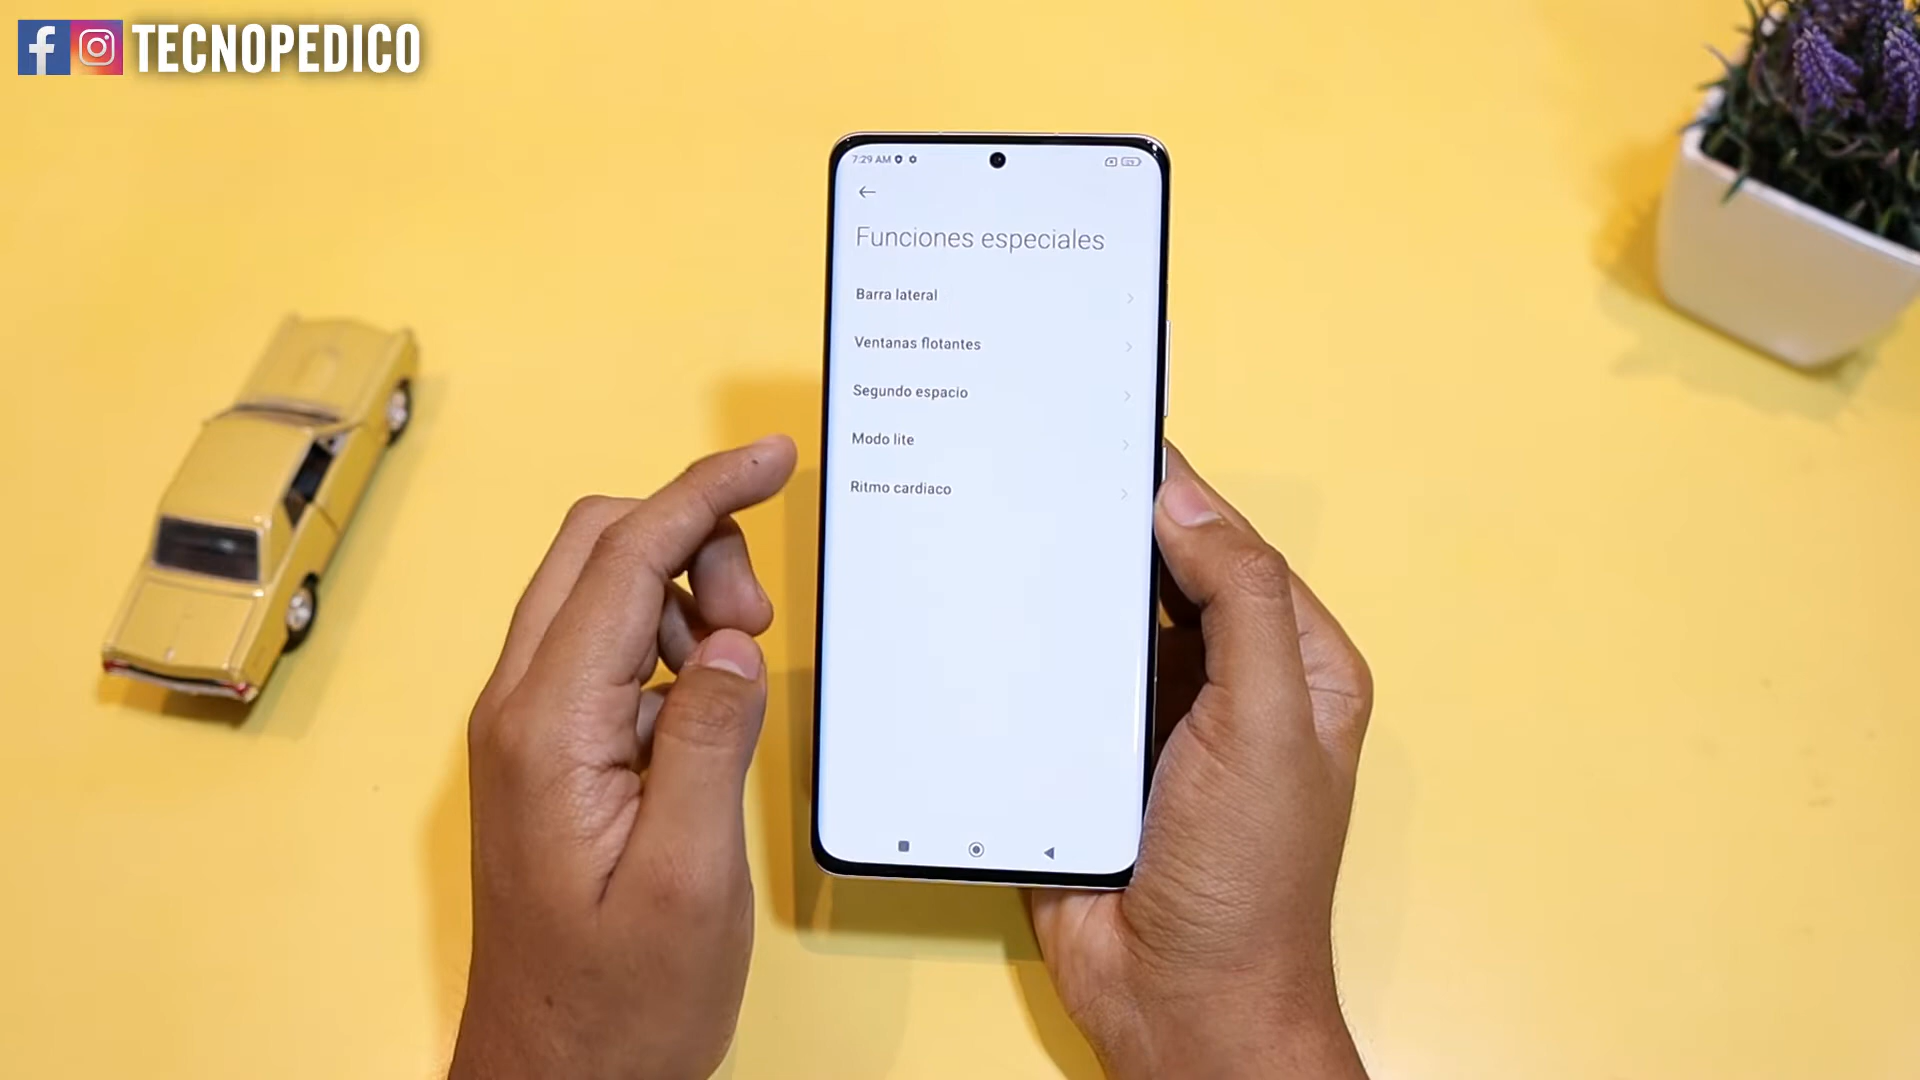 TECNOPEDICO
7:29 AM
Funciones especiales
Barra lateral
Ventanas flotantes
Segundo espacio
Modo lite
Ritmo cardiaco